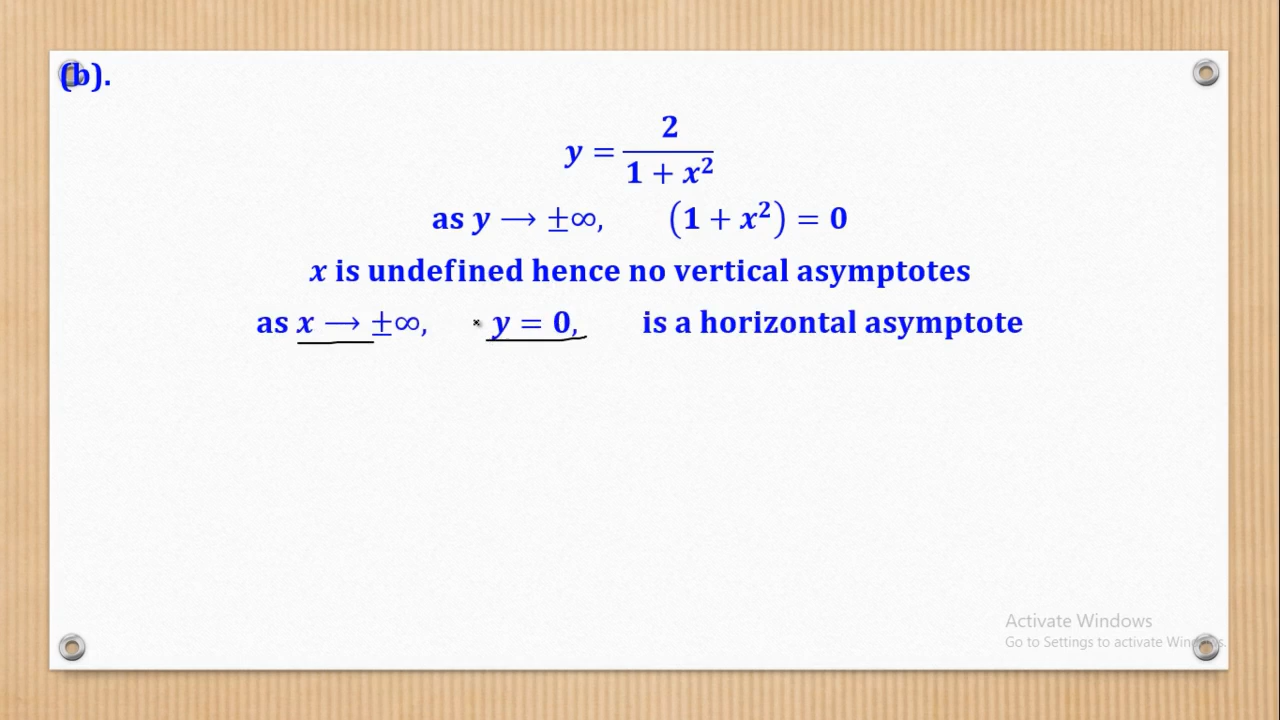 (b).
y = 2 / (1 + x²)
as y ⟶ ±∞, (1 + x²) = 0
x is undefined hence no vertical asymptotes
as x ⟶ ±∞, y = 0, is a horizontal asymptote
Activate Windows
Go to Settings to activate Windows.